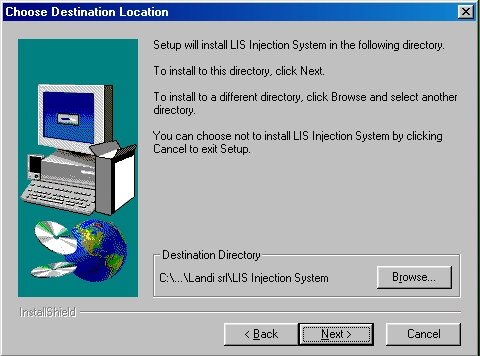 Choose Destination Location
Setup will install LIS Injection System in the following directory.
To install to this directory, click Next.
To install to a different directory, click Browse and select another
directory.
You can choose not to install LIS Injection System by clicking
Cancel to exit Setup.
Destination Directory
C:\...\Landi srl\LIS Injection System
Browse...
InstallShield
< Back
Next >
Cancel